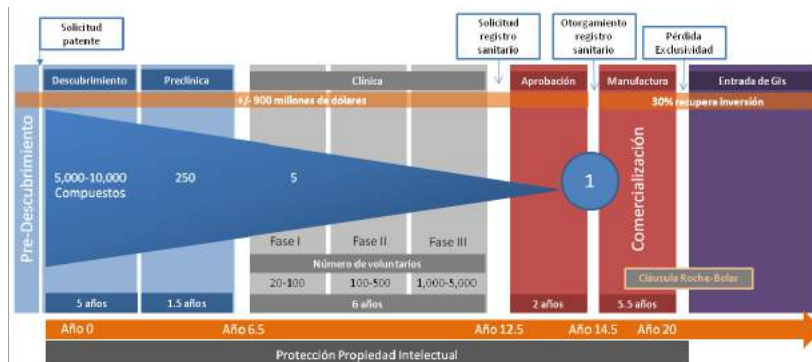 Solicitud
patente
Solicitud
registro
sanitario
Otorgamiento
registro
sanitario
Pérdida
Exclusividad
Pre-Descubrimiento
Descubrimiento
Preclínica
Clínica
Aprobación
Manufactura
Entrada de GIs
+/- 900 millones de dólares
30% recupera inversión
5,000-10,000
Compuestos
250
5
1
Comercialización
Fase I
Fase II
Fase III
Número de voluntarios
20-100
100-500
1,000-5,000
Cláusula Roche-Bolar
5 años
1.5 años
6 años
2 años
5.5 años
Año 0
Año 6.5
Año 12.5
Año 14.5
Año 20
Protección Propiedad Intelectual